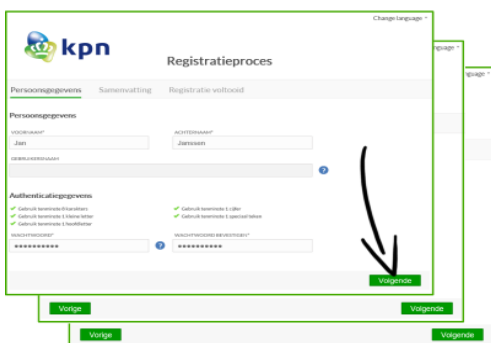 Change language
kpn
Registratieproces
Persoonsgegevens Samenvatting Registratie voltooid
Persoonsgegevens
VOORNAAM* ACHTERNAAM*
Jan Janssen
GEBRUIKERSNAAM
Authenticatiegegevens
Gebruik tenminste 8 karakters Gebruik tenminste 1 cijfer
Gebruik tenminste 1 kleine letter Gebruik tenminste 1 speciaal teken
Gebruik tenminste 1 hoofdletter
WACHTWOORD* WACHTWOORD BEVESTIGEN*
Volgende
Vorige Volgende
Vorige Volgende